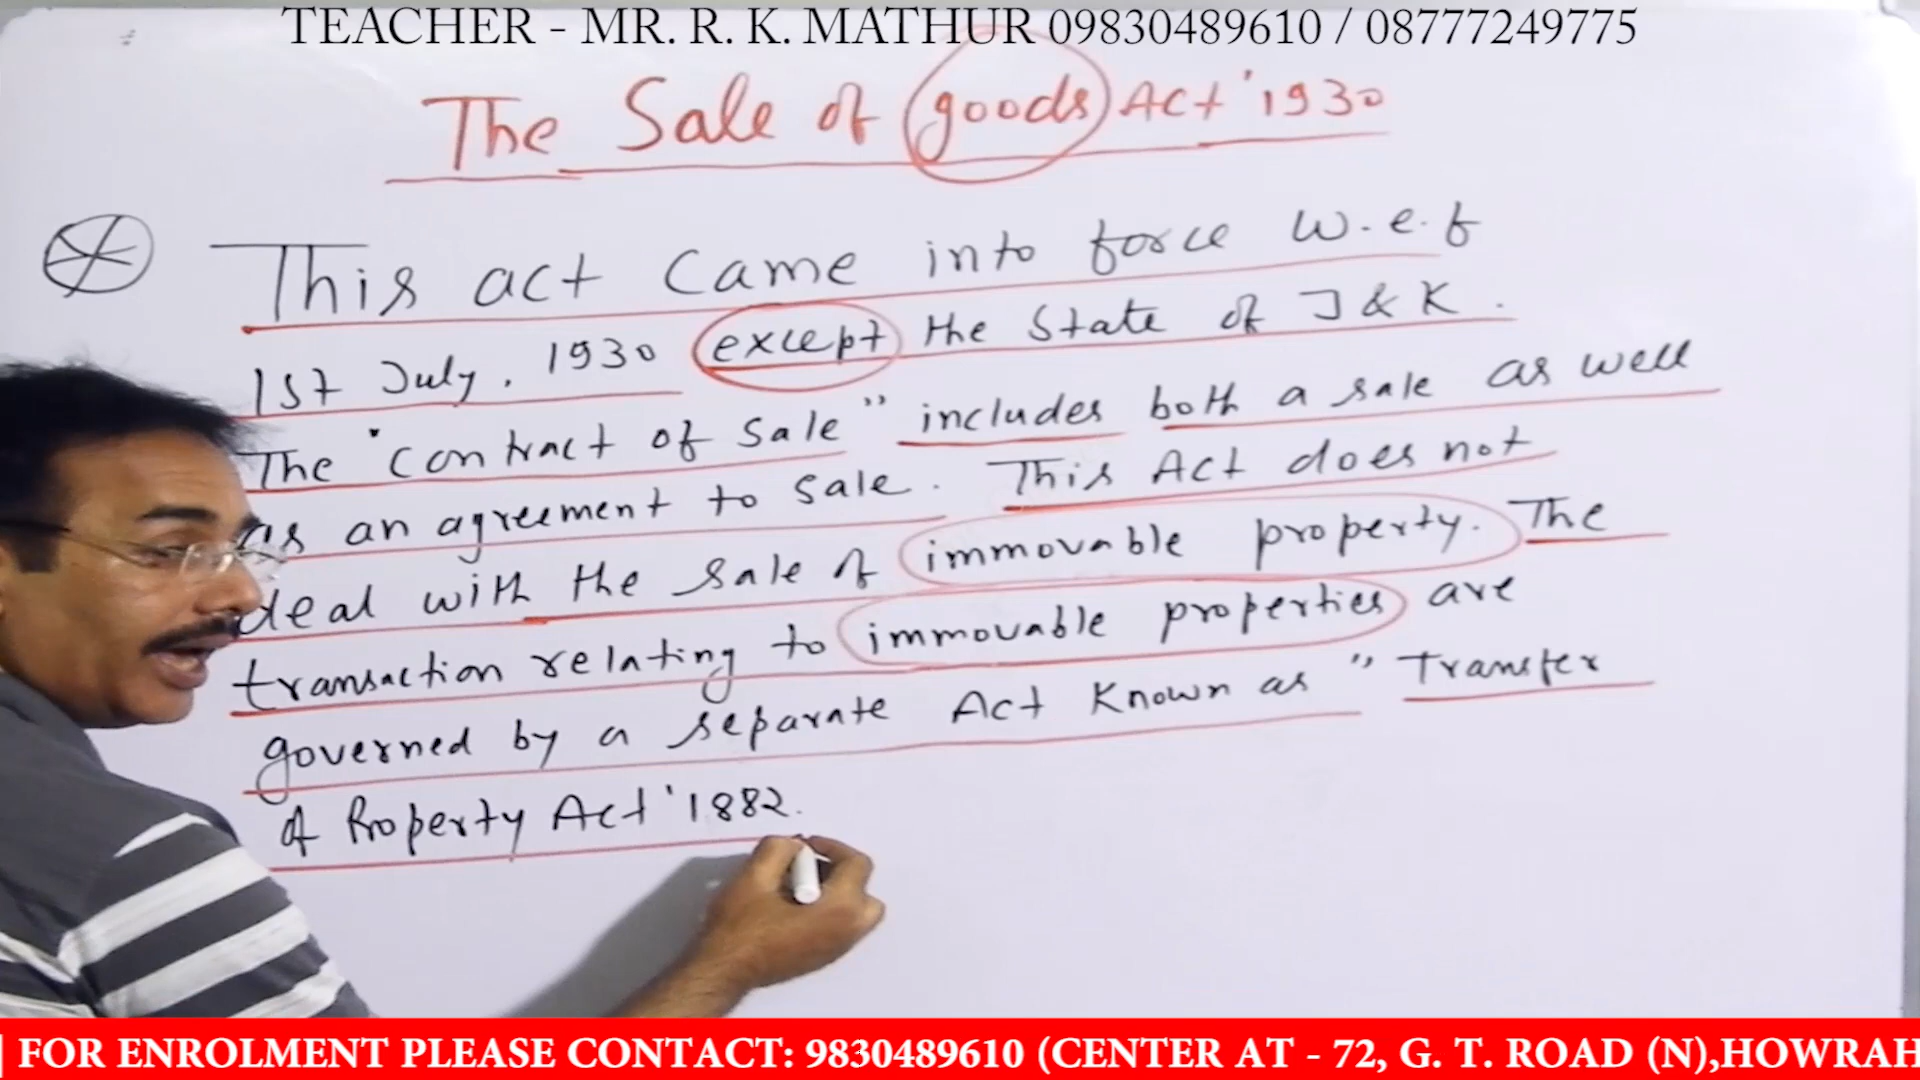 TEACHER - MR. R. K. MATHUR 09830489610 / 08777249775
The Sale of goods Act '1930
This act came into force w.e.f
1st July, 1930 except the State of J & K.
The "contract of sale" includes both a sale as well
as an agreement to sale. This Act does not
deal with the sale of immovable property. The
transaction relating to immovable properties are
governed by a separate Act known as "Transfer
of Property Act '1882.
| FOR ENROLMENT PLEASE CONTACT: 9830489610 (CENTER AT - 72, G. T. ROAD (N),HOWRAH